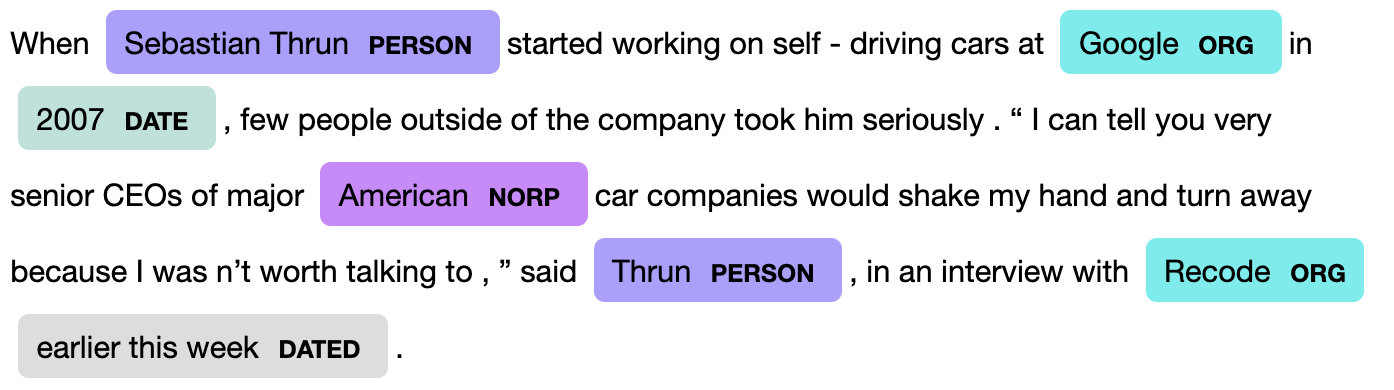 When Sebastian Thrun PERSON started working on self - driving cars at Google ORG in
2007 DATE , few people outside of the company took him seriously . “ I can tell you very
senior CEOs of major American NORP car companies would shake my hand and turn away
because I was n’t worth talking to , ” said Thrun PERSON , in an interview with Recode ORG
earlier this week DATED .